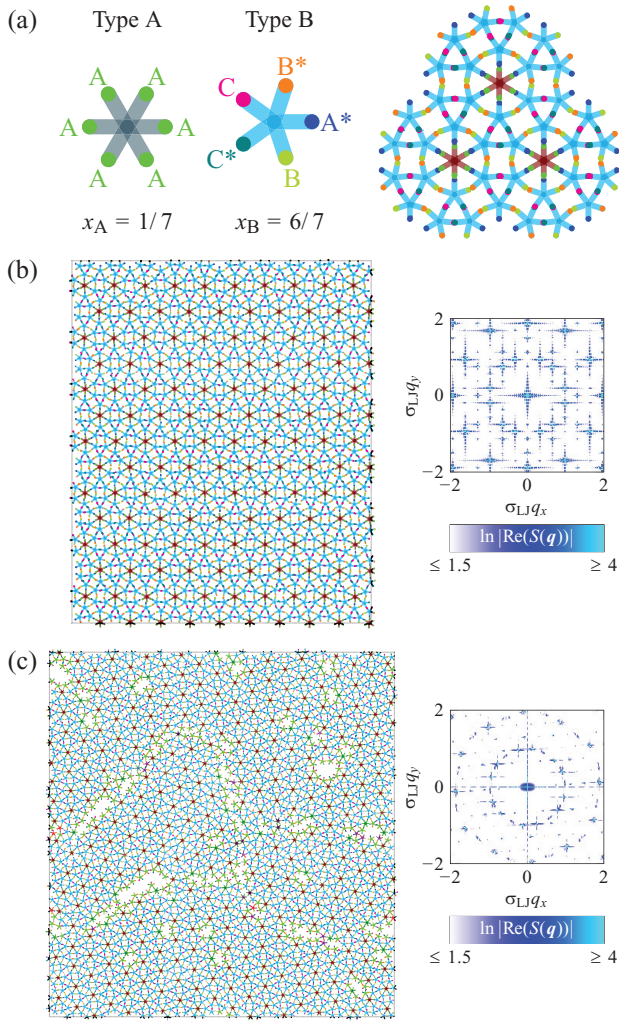 (a)
Type A
Type B
A
A
A
A
A
A
B*
C
A*
C*
B
x_A = 1/7
x_B = 6/7
(b)
2
0
−2
σ_LJ q_y
−2
0
2
σ_LJ q_x
ln |Re(S(q))|
≤ 1.5
≥ 4
(c)
2
0
−2
σ_LJ q_y
−2
0
2
σ_LJ q_x
ln |Re(S(q))|
≤ 1.5
≥ 4